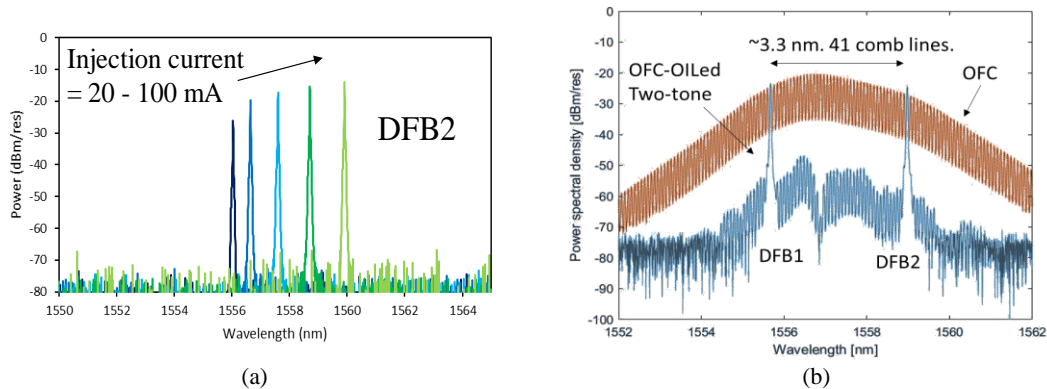 Injection current
= 20 - 100 mA
DFB2
Power (dBm/res)
0
-10
-20
-30
-40
-50
-60
-70
-80
1550
1552
1554
1556
1558
1560
1562
1564
Wavelength (nm)
(a)
~3.3 nm. 41 comb lines.
OFC-OILed
Two-tone
OFC
DFB1
DFB2
Power spectral density [dBm/res]
0
-10
-20
-30
-40
-50
-60
-70
-80
-90
-100
1552
1554
1556
1558
1560
1562
Wavelength [nm]
(b)